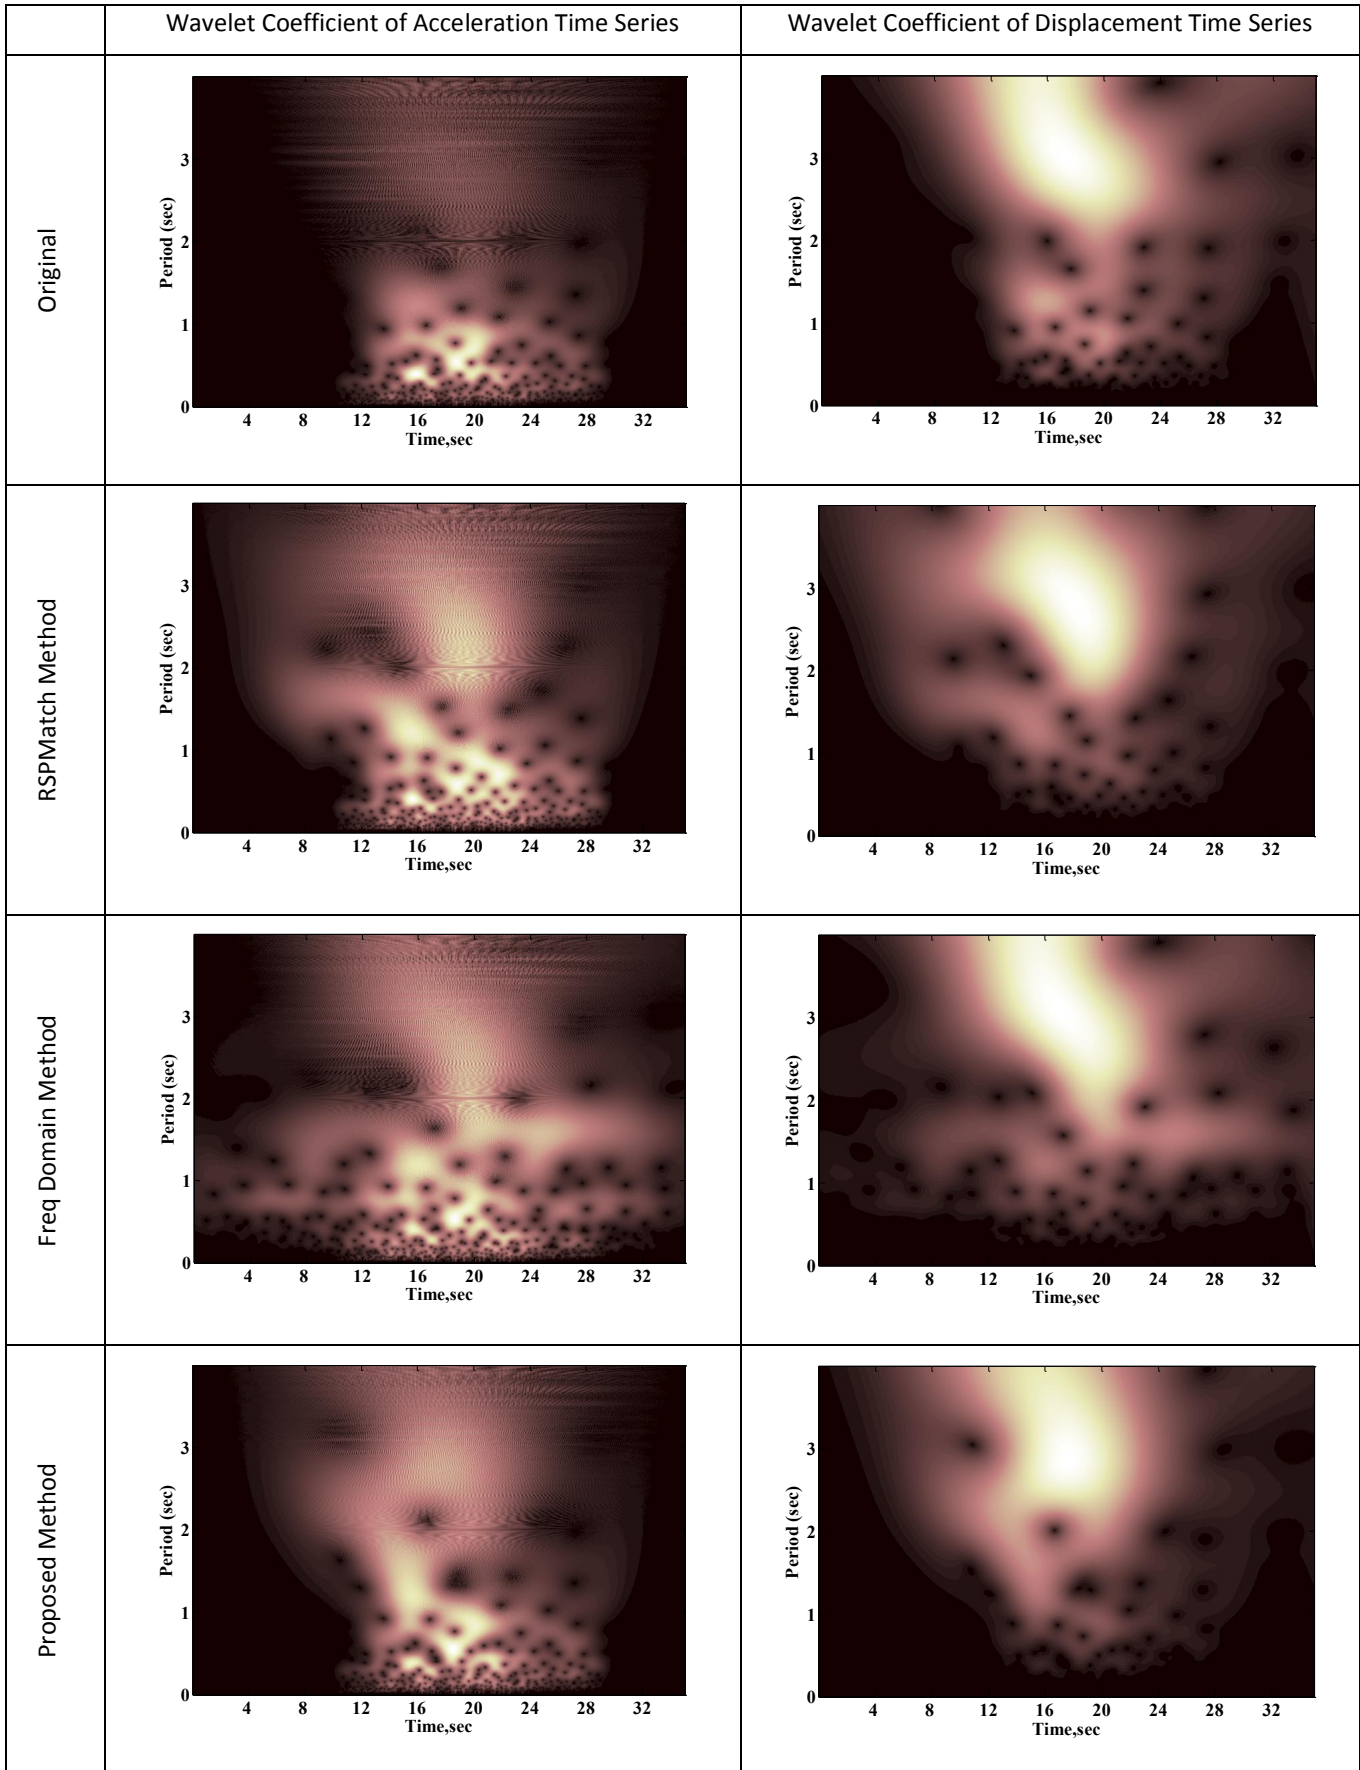 Wavelet Coefficient of Acceleration Time Series
Wavelet Coefficient of Displacement Time Series
Original
Period (sec)
3
2
1
0
4 8 12 16 20 24 28 32
Time,sec
Period (sec)
3
2
1
0
4 8 12 16 20 24 28 32
Time,sec
RSPMatch Method
Period (sec)
3
2
1
0
4 8 12 16 20 24 28 32
Time,sec
Period (sec)
3
2
1
0
4 8 12 16 20 24 28 32
Time,sec
Freq Domain Method
Period (sec)
3
2
1
0
4 8 12 16 20 24 28 32
Time,sec
Period (sec)
3
2
1
0
4 8 12 16 20 24 28 32
Time,sec
Proposed Method
Period (sec)
3
2
1
0
4 8 12 16 20 24 28 32
Time,sec
Period (sec)
3
2
1
0
4 8 12 16 20 24 28 32
Time,sec